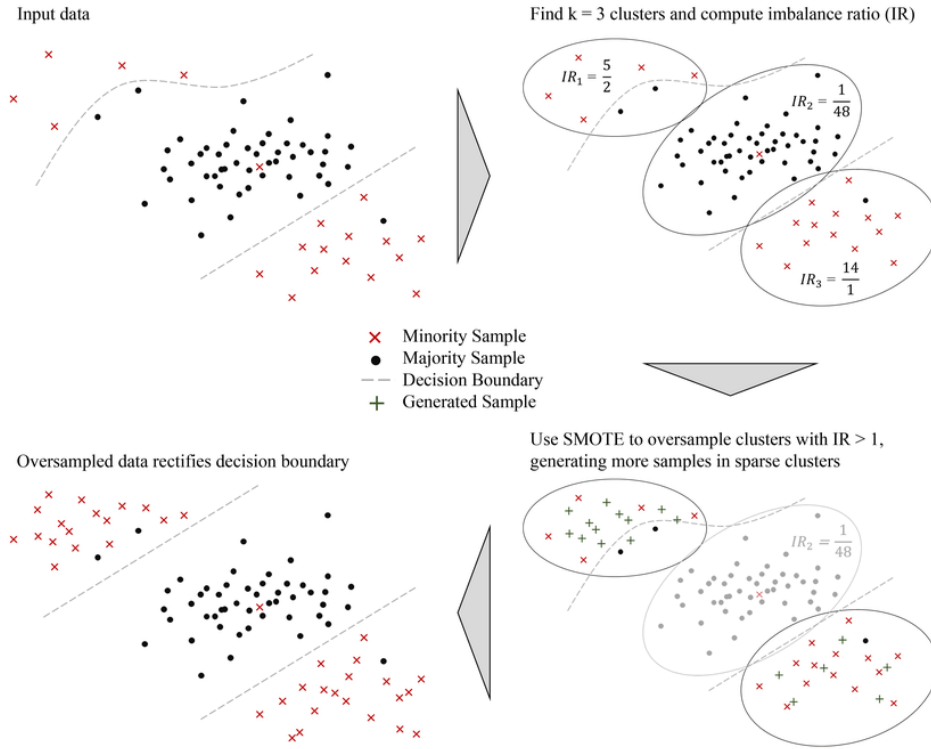 Input data
Find k = 3 clusters and compute imbalance ratio (IR)
IR₁ = 5/2
IR₂ = 1/48
IR₃ = 14/1
Minority Sample
Majority Sample
Decision Boundary
Generated Sample
Oversampled data rectifies decision boundary
Use SMOTE to oversample clusters with IR > 1,
generating more samples in sparse clusters
IR₂ = 1/48